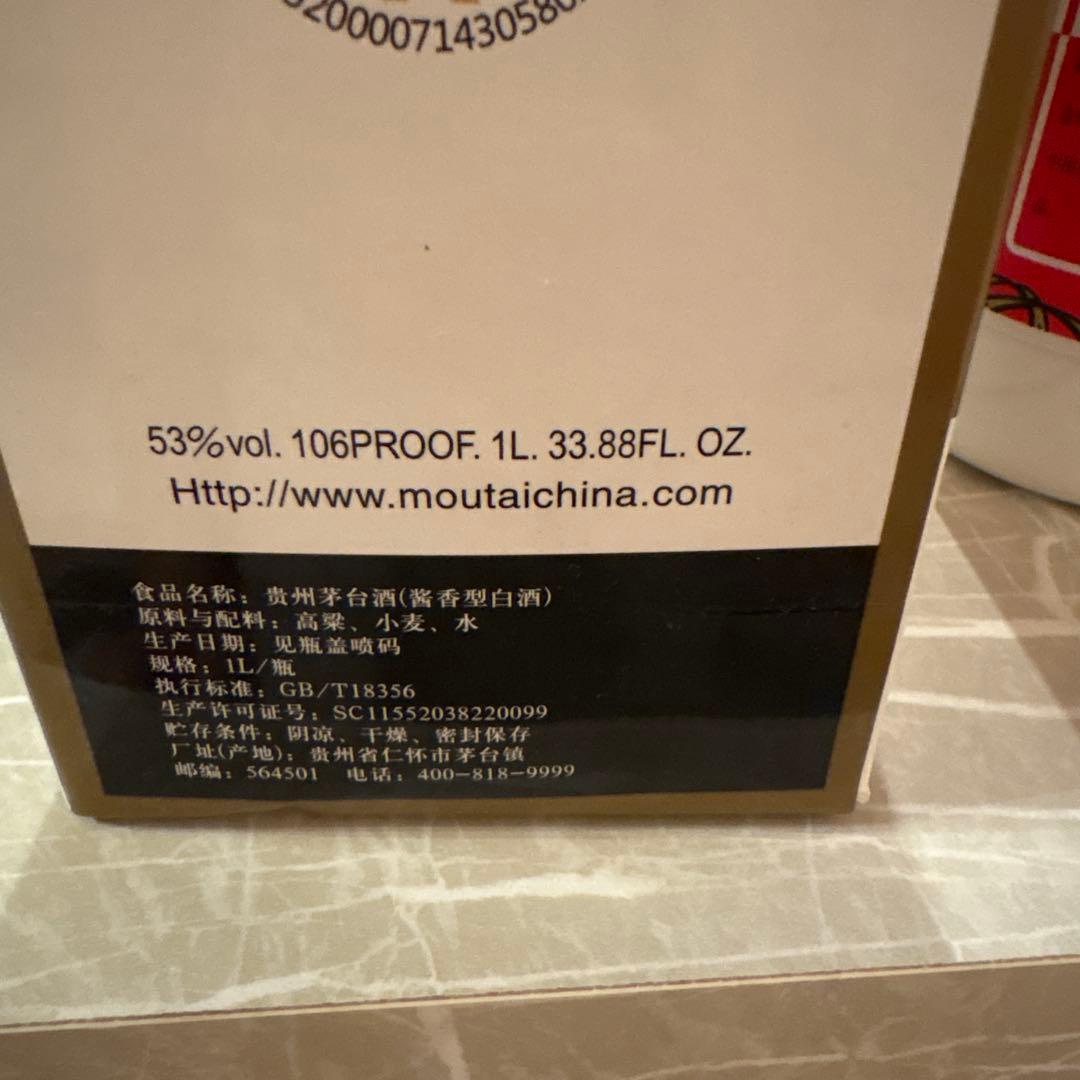 2000071430580
53%vol. 106PROOF. 1L. 33.88FL. OZ.
Http://www.moutaichina.com
食品名称：贵州茅台酒(酱香型白酒)
原料与配料：高粱、小麦、水
生产日期：见瓶盖喷码
规格：1L/瓶
执行标准：GB/T18356
生产许可证号：SC11552038220099
贮存条件：阴凉、干燥、密封保存
厂址(产地)：贵州省仁怀市茅台镇
邮编：564501 电话：400-818-9999